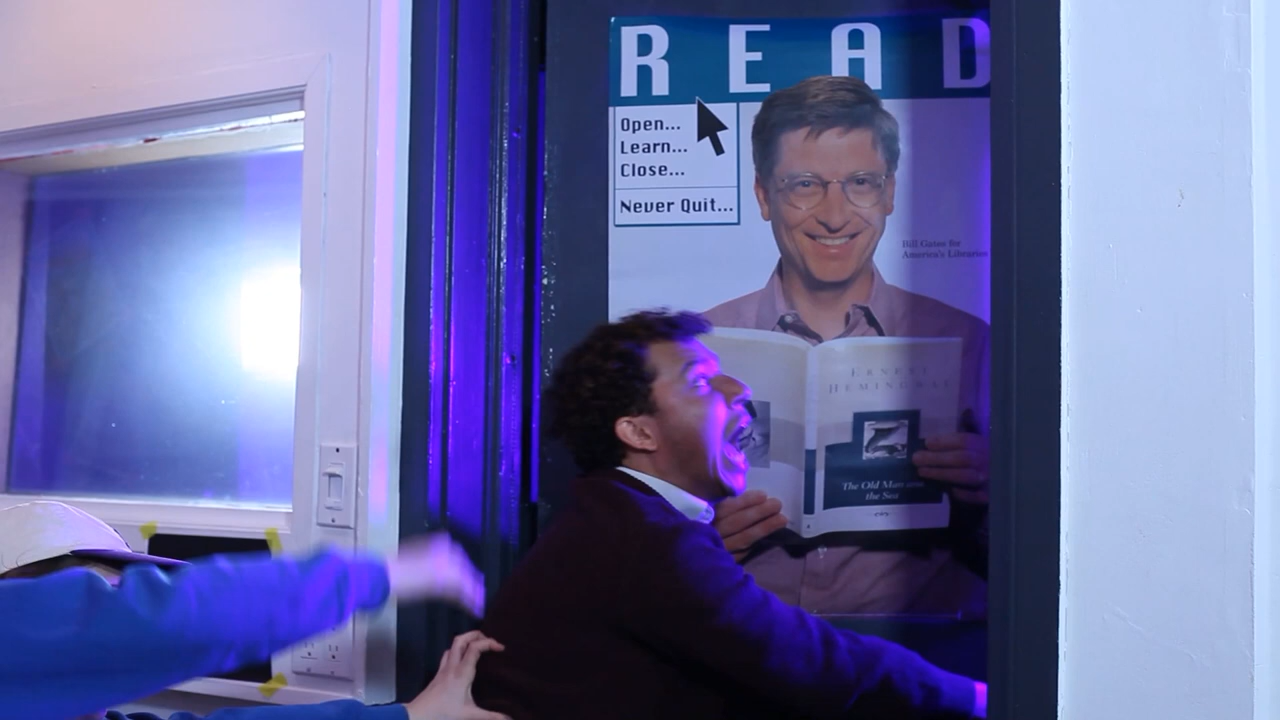 READ
Open...
Learn...
Close...
Never Quit...
Bill Gates for
America's Libraries
ERNEST
HEMINGWAY
The Old Man and
the Sea